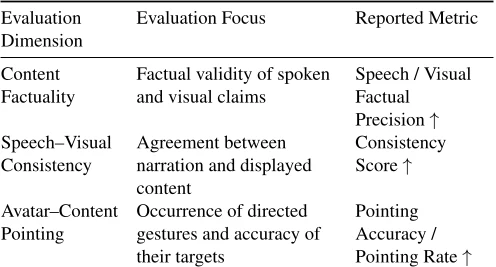 Evaluation Dimension | Evaluation Focus | Reported Metric
Content Factuality | Factual validity of spoken and visual claims | Speech / Visual Factual Precision ↑
Speech–Visual Consistency | Agreement between narration and displayed content | Consistency Score ↑
Avatar–Content Pointing | Occurrence of directed gestures and accuracy of their targets | Pointing Accuracy / Pointing Rate ↑